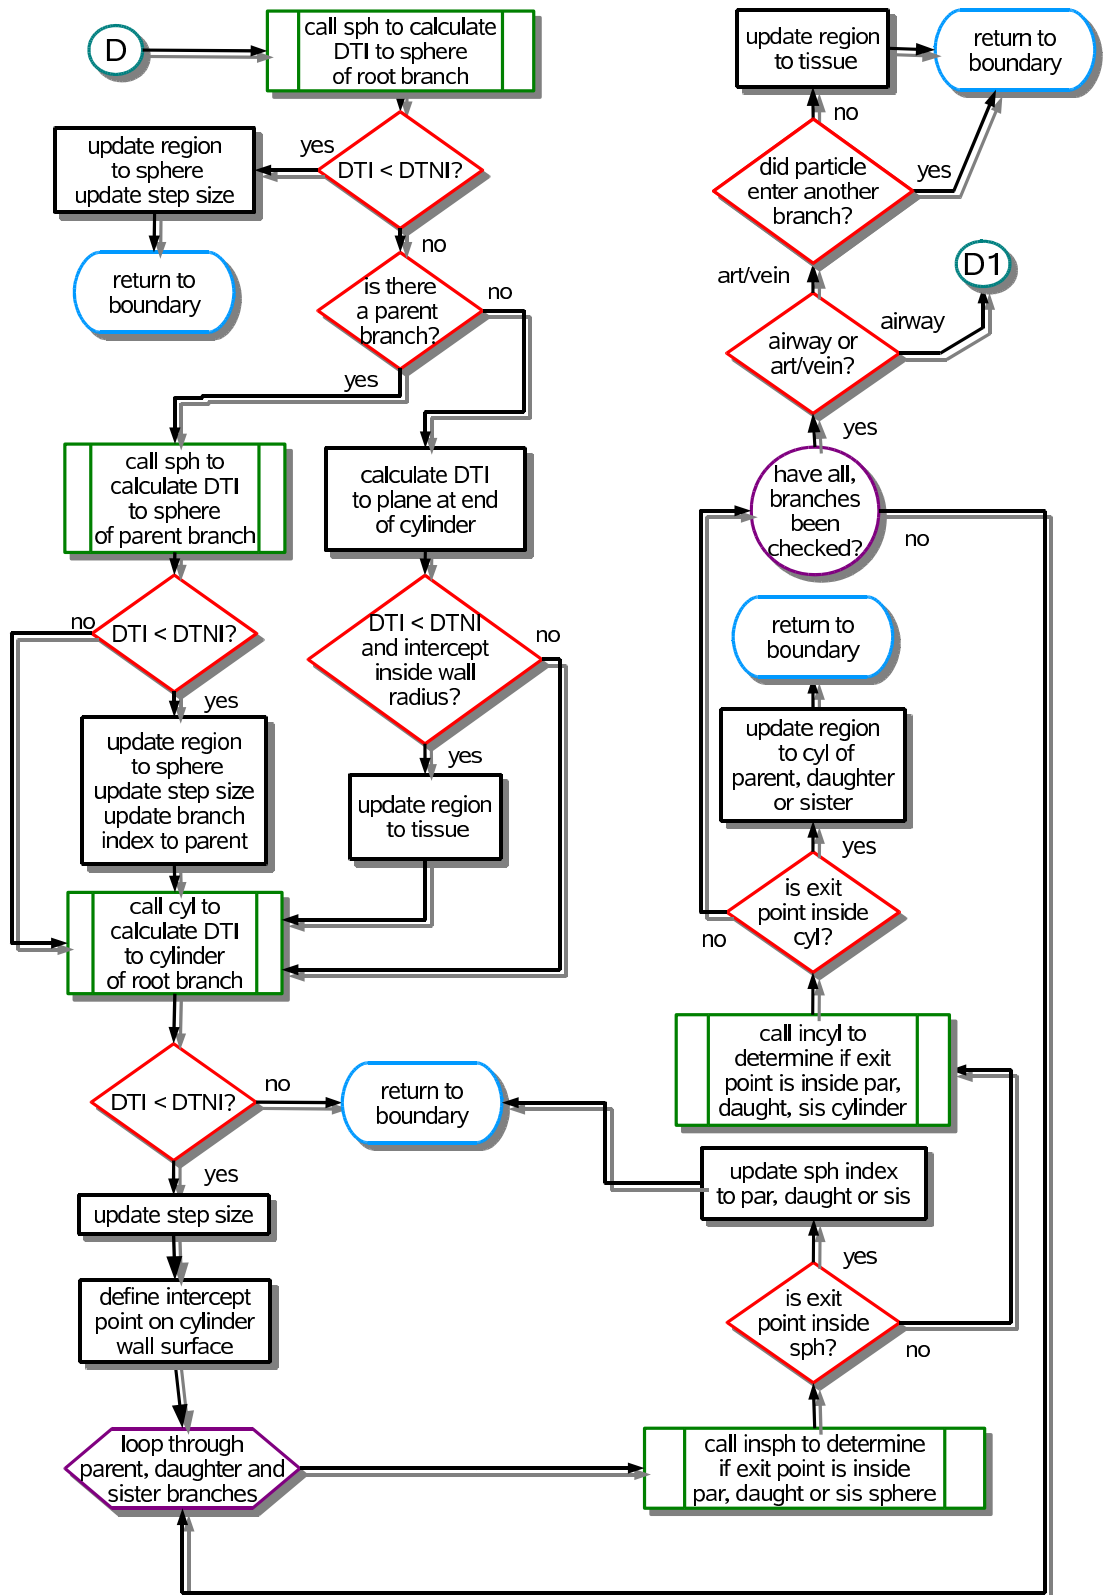 D
call sph to calculate
DTI to sphere
of root branch
yes
DTI < DTNI?
update region
to sphere
update step size
no
return to
boundary
is there
a parent
branch?
no
yes
call sph to
calculate DTI
to sphere
of parent branch
calculate DTI
to plane at end
of cylinder
no
DTI < DTNI?
DTI < DTNI
and intercept
inside wall
radius?
no
yes
update region
to sphere
update step size
update branch
index to parent
yes
update region
to tissue
call cyl to
calculate DTI
to cylinder
of root branch
DTI < DTNI?
no
return to
boundary
yes
update step size
define intercept
point on cylinder
wall surface
loop through
parent, daughter and
sister branches
call insph to determine
if exit point is inside
par, daught or sis sphere
is exit
point inside
sph?
no
yes
update sph index
to par, daught or sis
call incyl to
determine if exit
point is inside par,
daught, sis cylinder
is exit
point inside
cyl?
no
yes
update region
to cyl of
parent, daughter
or sister
return to
boundary
have all,
branches
been
checked?
no
yes
airway or
art/vein?
airway
D1
art/vein
did particle
enter another
branch?
yes
no
update region
to tissue
return to
boundary